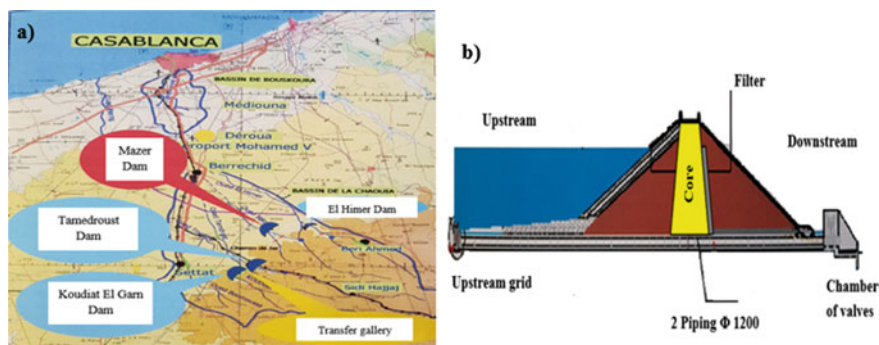 a)
CASABLANCA
BASSIN DE BOUSKOURA
Médiouna
Déroua
Aeroport Mohamed V
Berrechid
Mazer
Dam
BASSIN DE LA CHAOUIA
El Himer Dam
Tamedroust
Dam
Ben Ahmed
Settat
Koudiat El Garn
Dam
Sidi Hajjaj
Transfer gallery
b)
Filter
Upstream
Downstream
Core
Upstream grid
Chamber
of valves
2 Piping Φ 1200